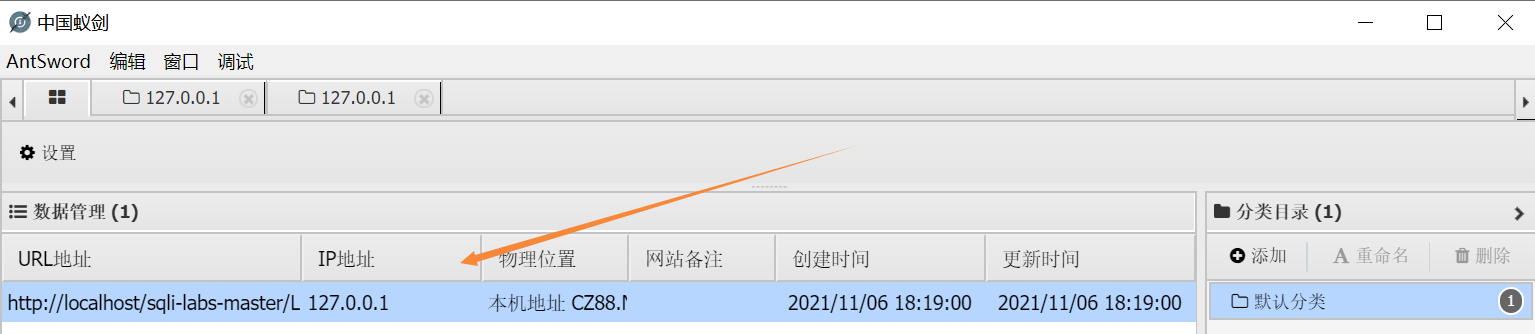 中国蚁剑
AntSword 编辑 窗口 调试
127.0.0.1 127.0.0.1
设置
数据管理 (1) 分类目录 (1)
URL地址 IP地址 物理位置 网站备注 创建时间 更新时间 添加 重命名 删除
http://localhost/sqli-labs-master/L 127.0.0.1 本机地址 CZ88.N 2021/11/06 18:19:00 2021/11/06 18:19:00 默认分类 1